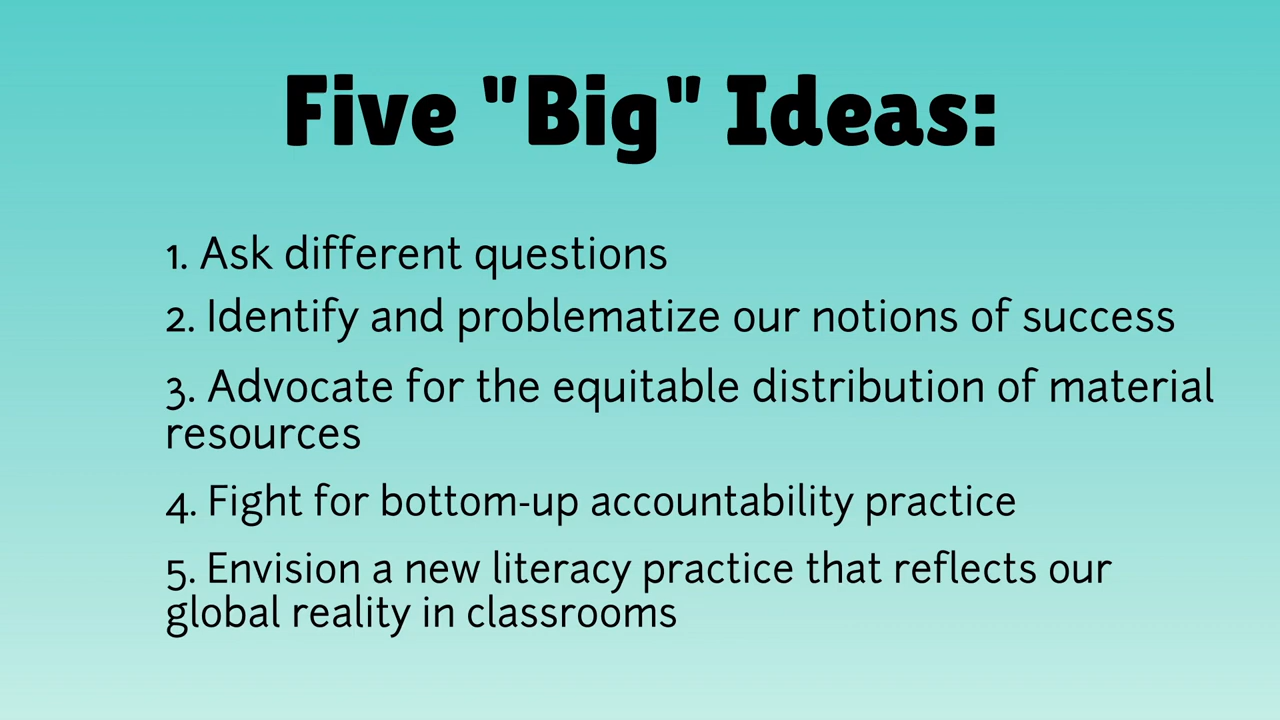 Five "Big" Ideas:
1. Ask different questions
2. Identify and problematize our notions of success
3. Advocate for the equitable distribution of material
resources
4. Fight for bottom-up accountability practice
5. Envision a new literacy practice that reflects our
global reality in classrooms